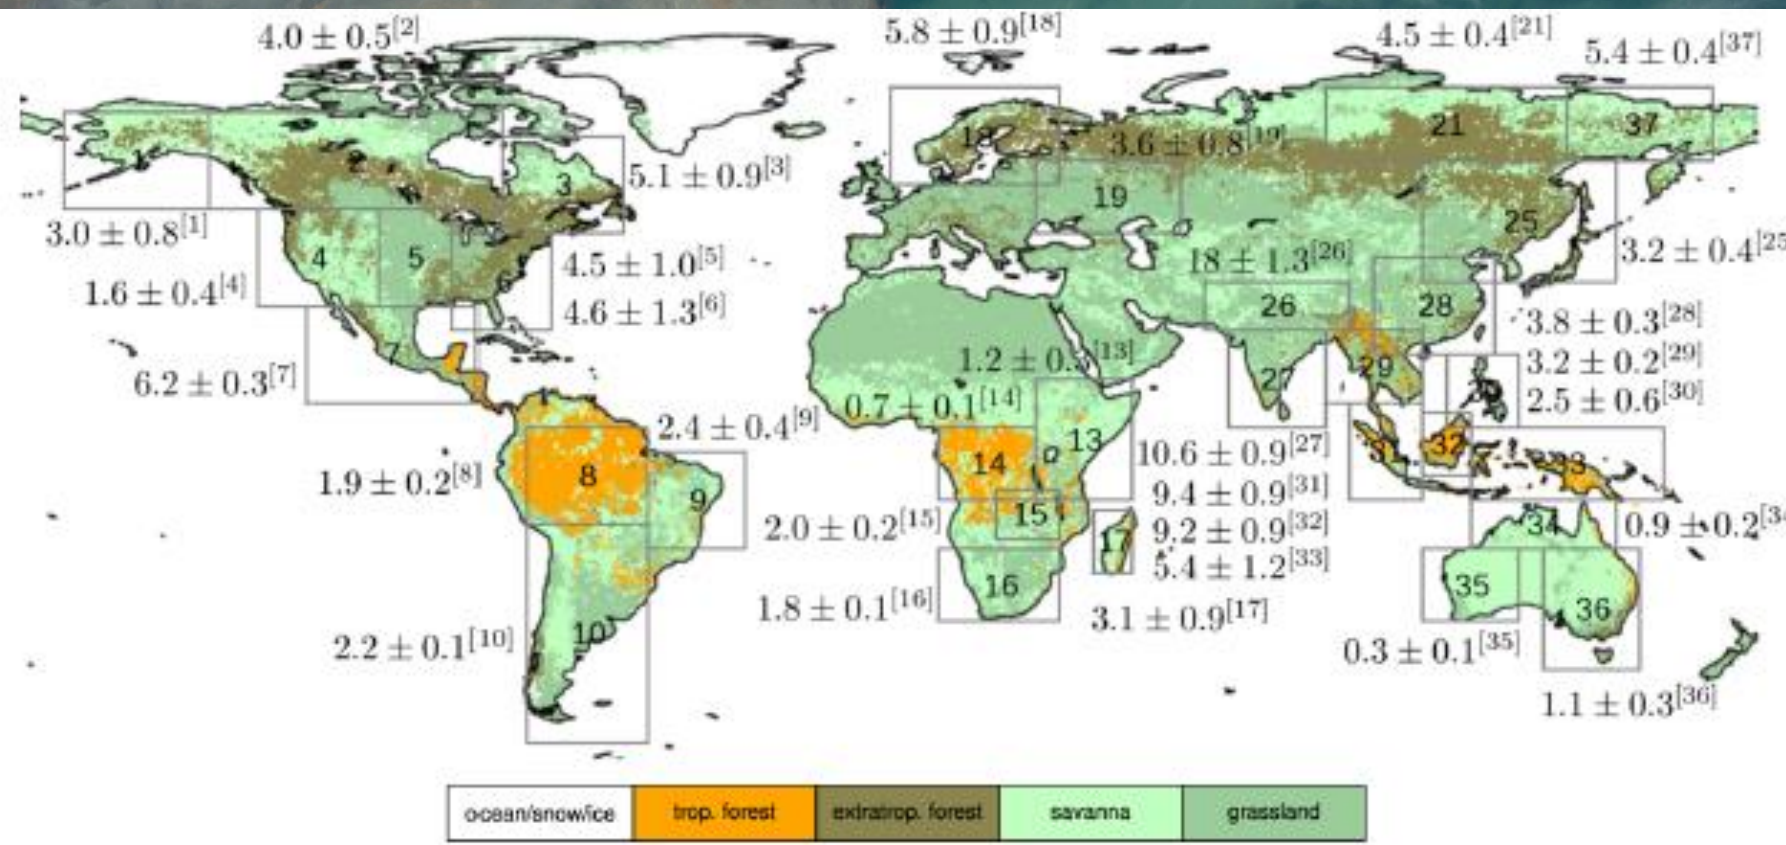 4.0 ± 0.5[2]
5.8 ± 0.9[18]
4.5 ± 0.4[21]
5.4 ± 0.4[37]
18
3.6 ± 0.8[19]
21
37
2
5.1 ± 0.9[3]
3
19
3.0 ± 0.8[1]
25
4
5
4.5 ± 1.0[5]
18 ± 1.3[26]
3.2 ± 0.4[25
1.6 ± 0.4[4]
4.6 ± 1.3[6]
26
28
3.8 ± 0.3[28]
7
6.2 ± 0.3[7]
1.2 ± [13]
29
3.2 ± 0.2[29]
27
0.7 ± 0.1[14]
2.5 ± 0.6[30]
2.4 ± 0.4[9]
13
10.6 ± 0.9[27]
32
8
1.9 ± 0.2[8]
14
9.4 ± 0.9[31]
9
15
2.0 ± 0.2[15]
9.2 ± 0.9[32]
34
0.9 ± 0.2[34
5.4 ± 1.2[33]
16
35
36
1.8 ± 0.1[16]
3.1 ± 0.9[17]
10
2.2 ± 0.1[10]
0.3 ± 0.1[35]
1.1 ± 0.3[36]
ocean/snow/ice
trop. forest
extratrop. forest
savanna
grassland